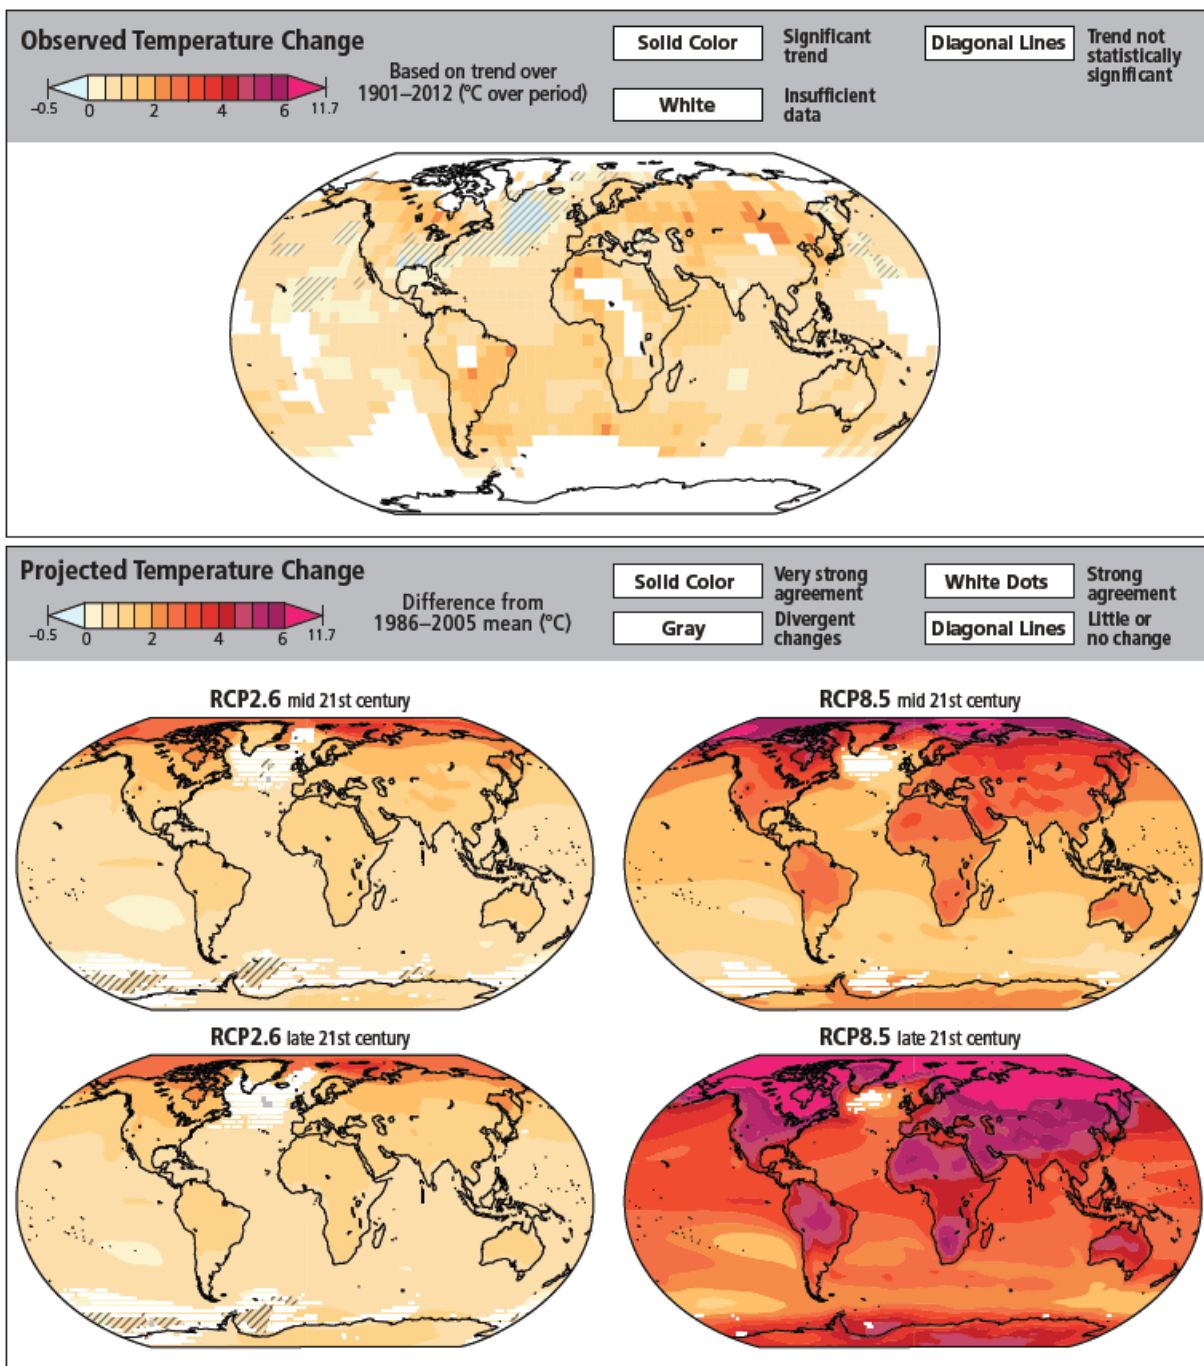 Observed Temperature Change
–0.5 0 2 4 6 11.7
Based on trend over
1901–2012 (°C over period)
Solid Color
Significant
trend
Diagonal Lines
Trend not
statistically
significant
White
Insufficient
data
Projected Temperature Change
–0.5 0 2 4 6 11.7
Difference from
1986–2005 mean (°C)
Solid Color
Very strong
agreement
White Dots
Strong
agreement
Gray
Divergent
changes
Diagonal Lines
Little or
no change
RCP2.6 mid 21st century
RCP8.5 mid 21st century
RCP2.6 late 21st century
RCP8.5 late 21st century